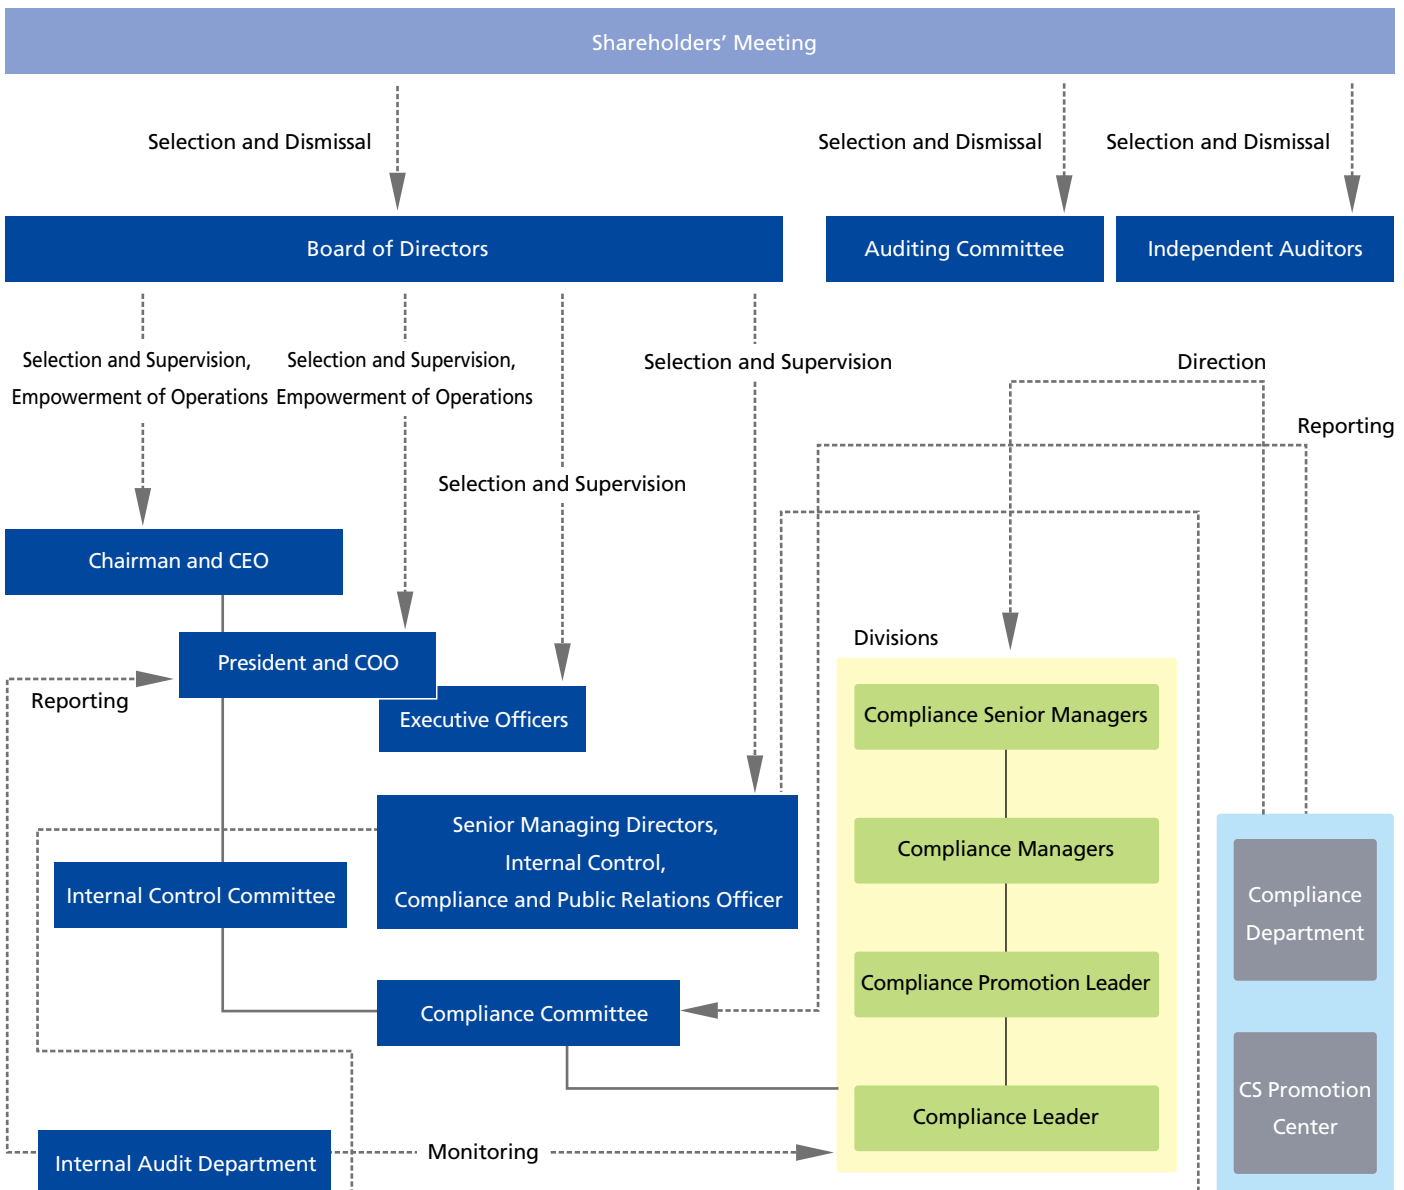 Shareholders’ Meeting
Selection and Dismissal
Selection and Dismissal
Selection and Dismissal
Board of Directors
Auditing Committee
Independent Auditors
Selection and Supervision,
Empowerment of Operations
Selection and Supervision,
Empowerment of Operations
Selection and Supervision
Direction
Reporting
Selection and Supervision
Chairman and CEO
President and COO
Reporting
Executive Officers
Divisions
Compliance Senior Managers
Senior Managing Directors,
Internal Control,
Compliance and Public Relations Officer
Compliance Managers
Internal Control Committee
Compliance
Department
Compliance Promotion Leader
Compliance Committee
CS Promotion
Center
Compliance Leader
Internal Audit Department
Monitoring